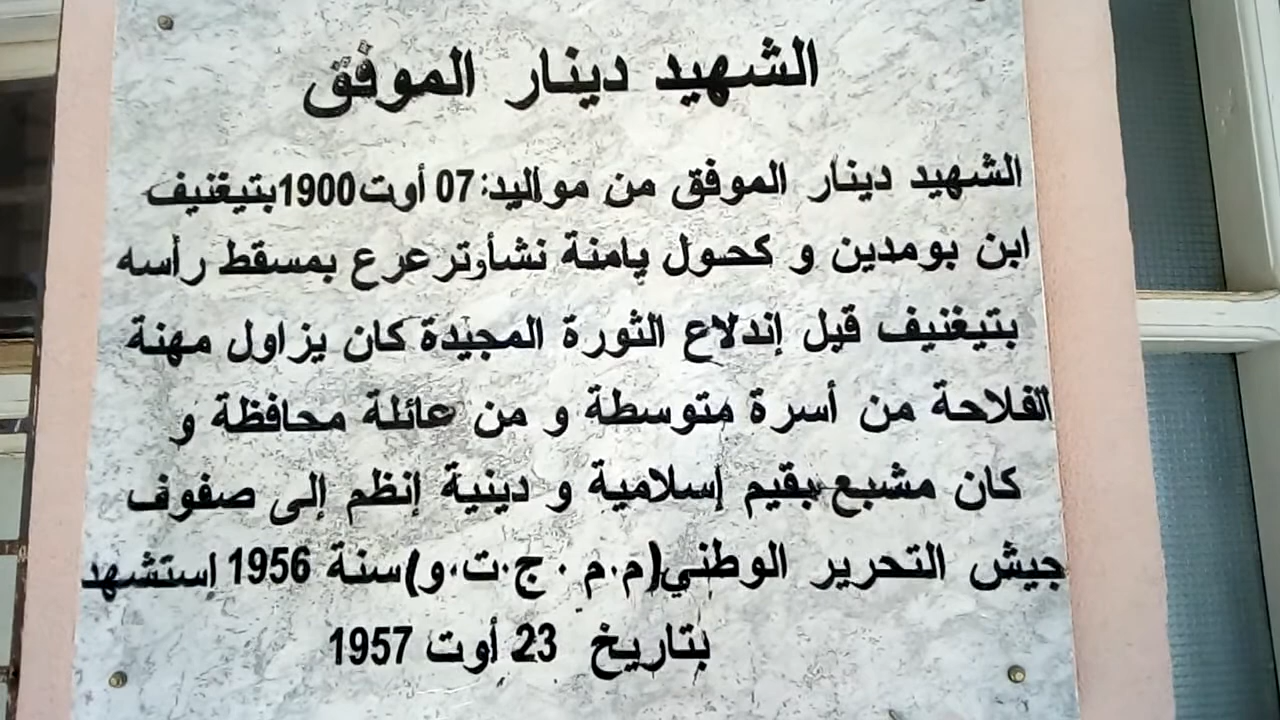 الشهيد دينار الموفق
الشهيد دينار الموفق من مواليد: 07 أوت 1900 بتيغنيف
ابن بومدين و كحول يامنة نشأ وترعرع بمسقط رأسه
بتيغنيف قبل إندلاع الثورة المجيدة كان يزاول مهنة
الفلاحة من أسرة متوسطة و من عائلة محافظة و
كان مشبع بقيم إسلامية و دينية إنظم إلى صفوف
جيش التحرير الوطني(م.م . ج.ت.و)سنة 1956 إستشهد
بتاريخ 23 أوت 1957